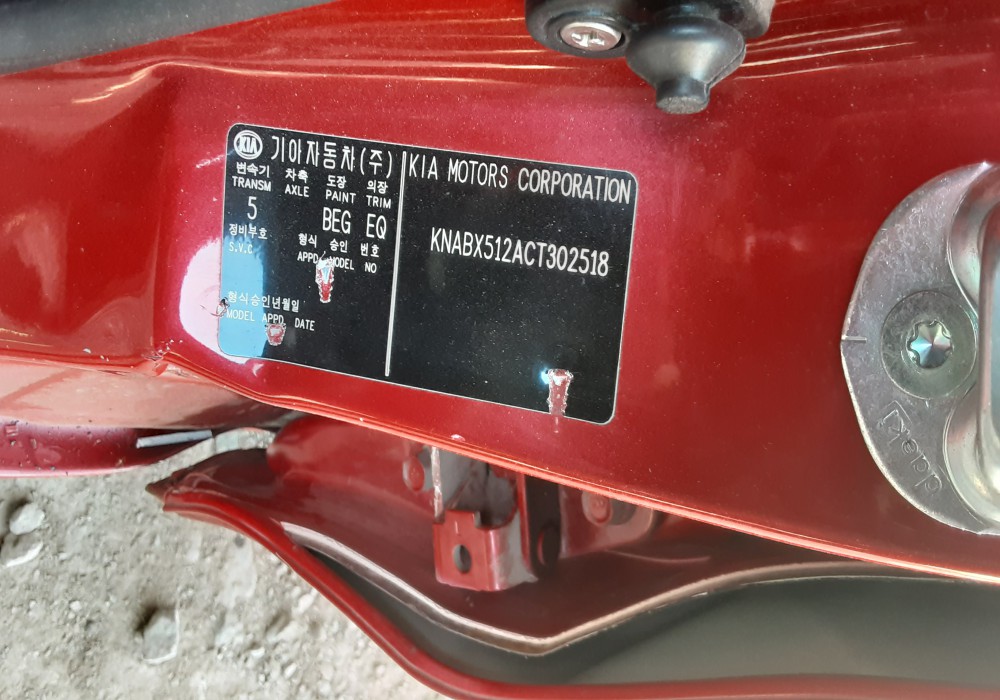 KIA 기아자동차(주)
변속기 차축 도장 의장
TRANSM AXLE PAINT TRIM
5 BEG EQ
정비부호 형식 승인 번호
S.V.C APPD MODEL NO
형식승인년월일
MODEL APPD DATE
KIA MOTORS CORPORATION
KNABX512ACT302518